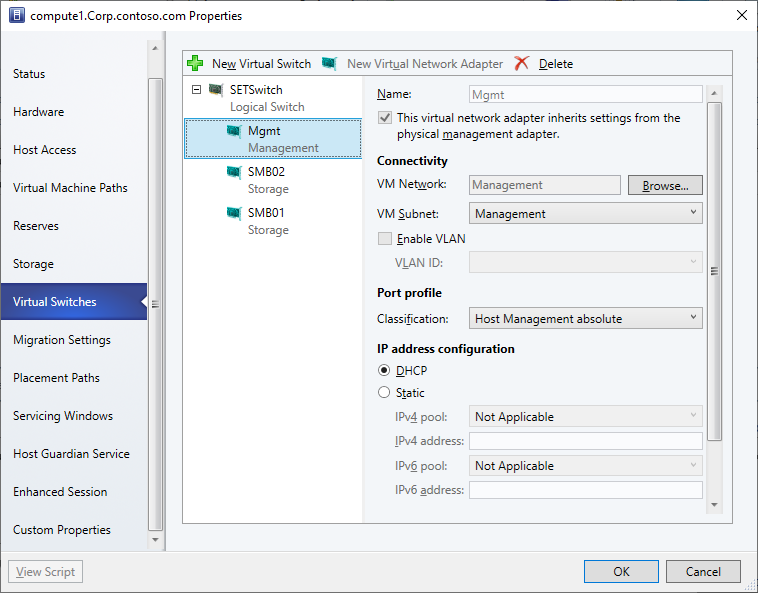 compute1.Corp.contoso.com Properties
Status
Hardware
Host Access
Virtual Machine Paths
Reserves
Storage
Virtual Switches
Migration Settings
Placement Paths
Servicing Windows
Host Guardian Service
Enhanced Session
Custom Properties
New Virtual Switch New Virtual Network Adapter Delete
SETSwitch
Logical Switch
Mgmt
Management
SMB02
Storage
SMB01
Storage
Name: Mgmt
This virtual network adapter inherits settings from the
physical management adapter.
Connectivity
VM Network: Management Browse...
VM Subnet: Management
Enable VLAN
VLAN ID:
Port profile
Classification: Host Management absolute
IP address configuration
DHCP
Static
IPv4 pool: Not Applicable
IPv4 address:
IPv6 pool: Not Applicable
IPv6 address:
View Script OK Cancel